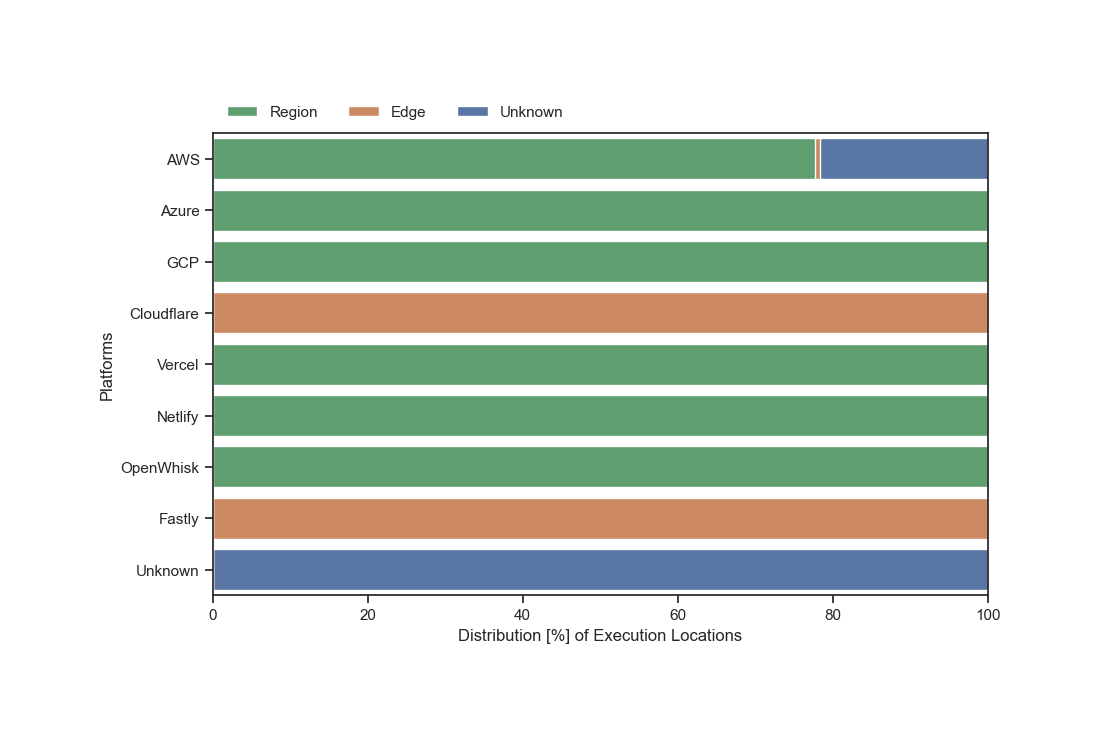 Region Edge Unknown
AWS
Azure
GCP
Cloudflare
Vercel
Netlify
OpenWhisk
Fastly
Unknown
Platforms
0 20 40 60 80 100
Distribution [%] of Execution Locations